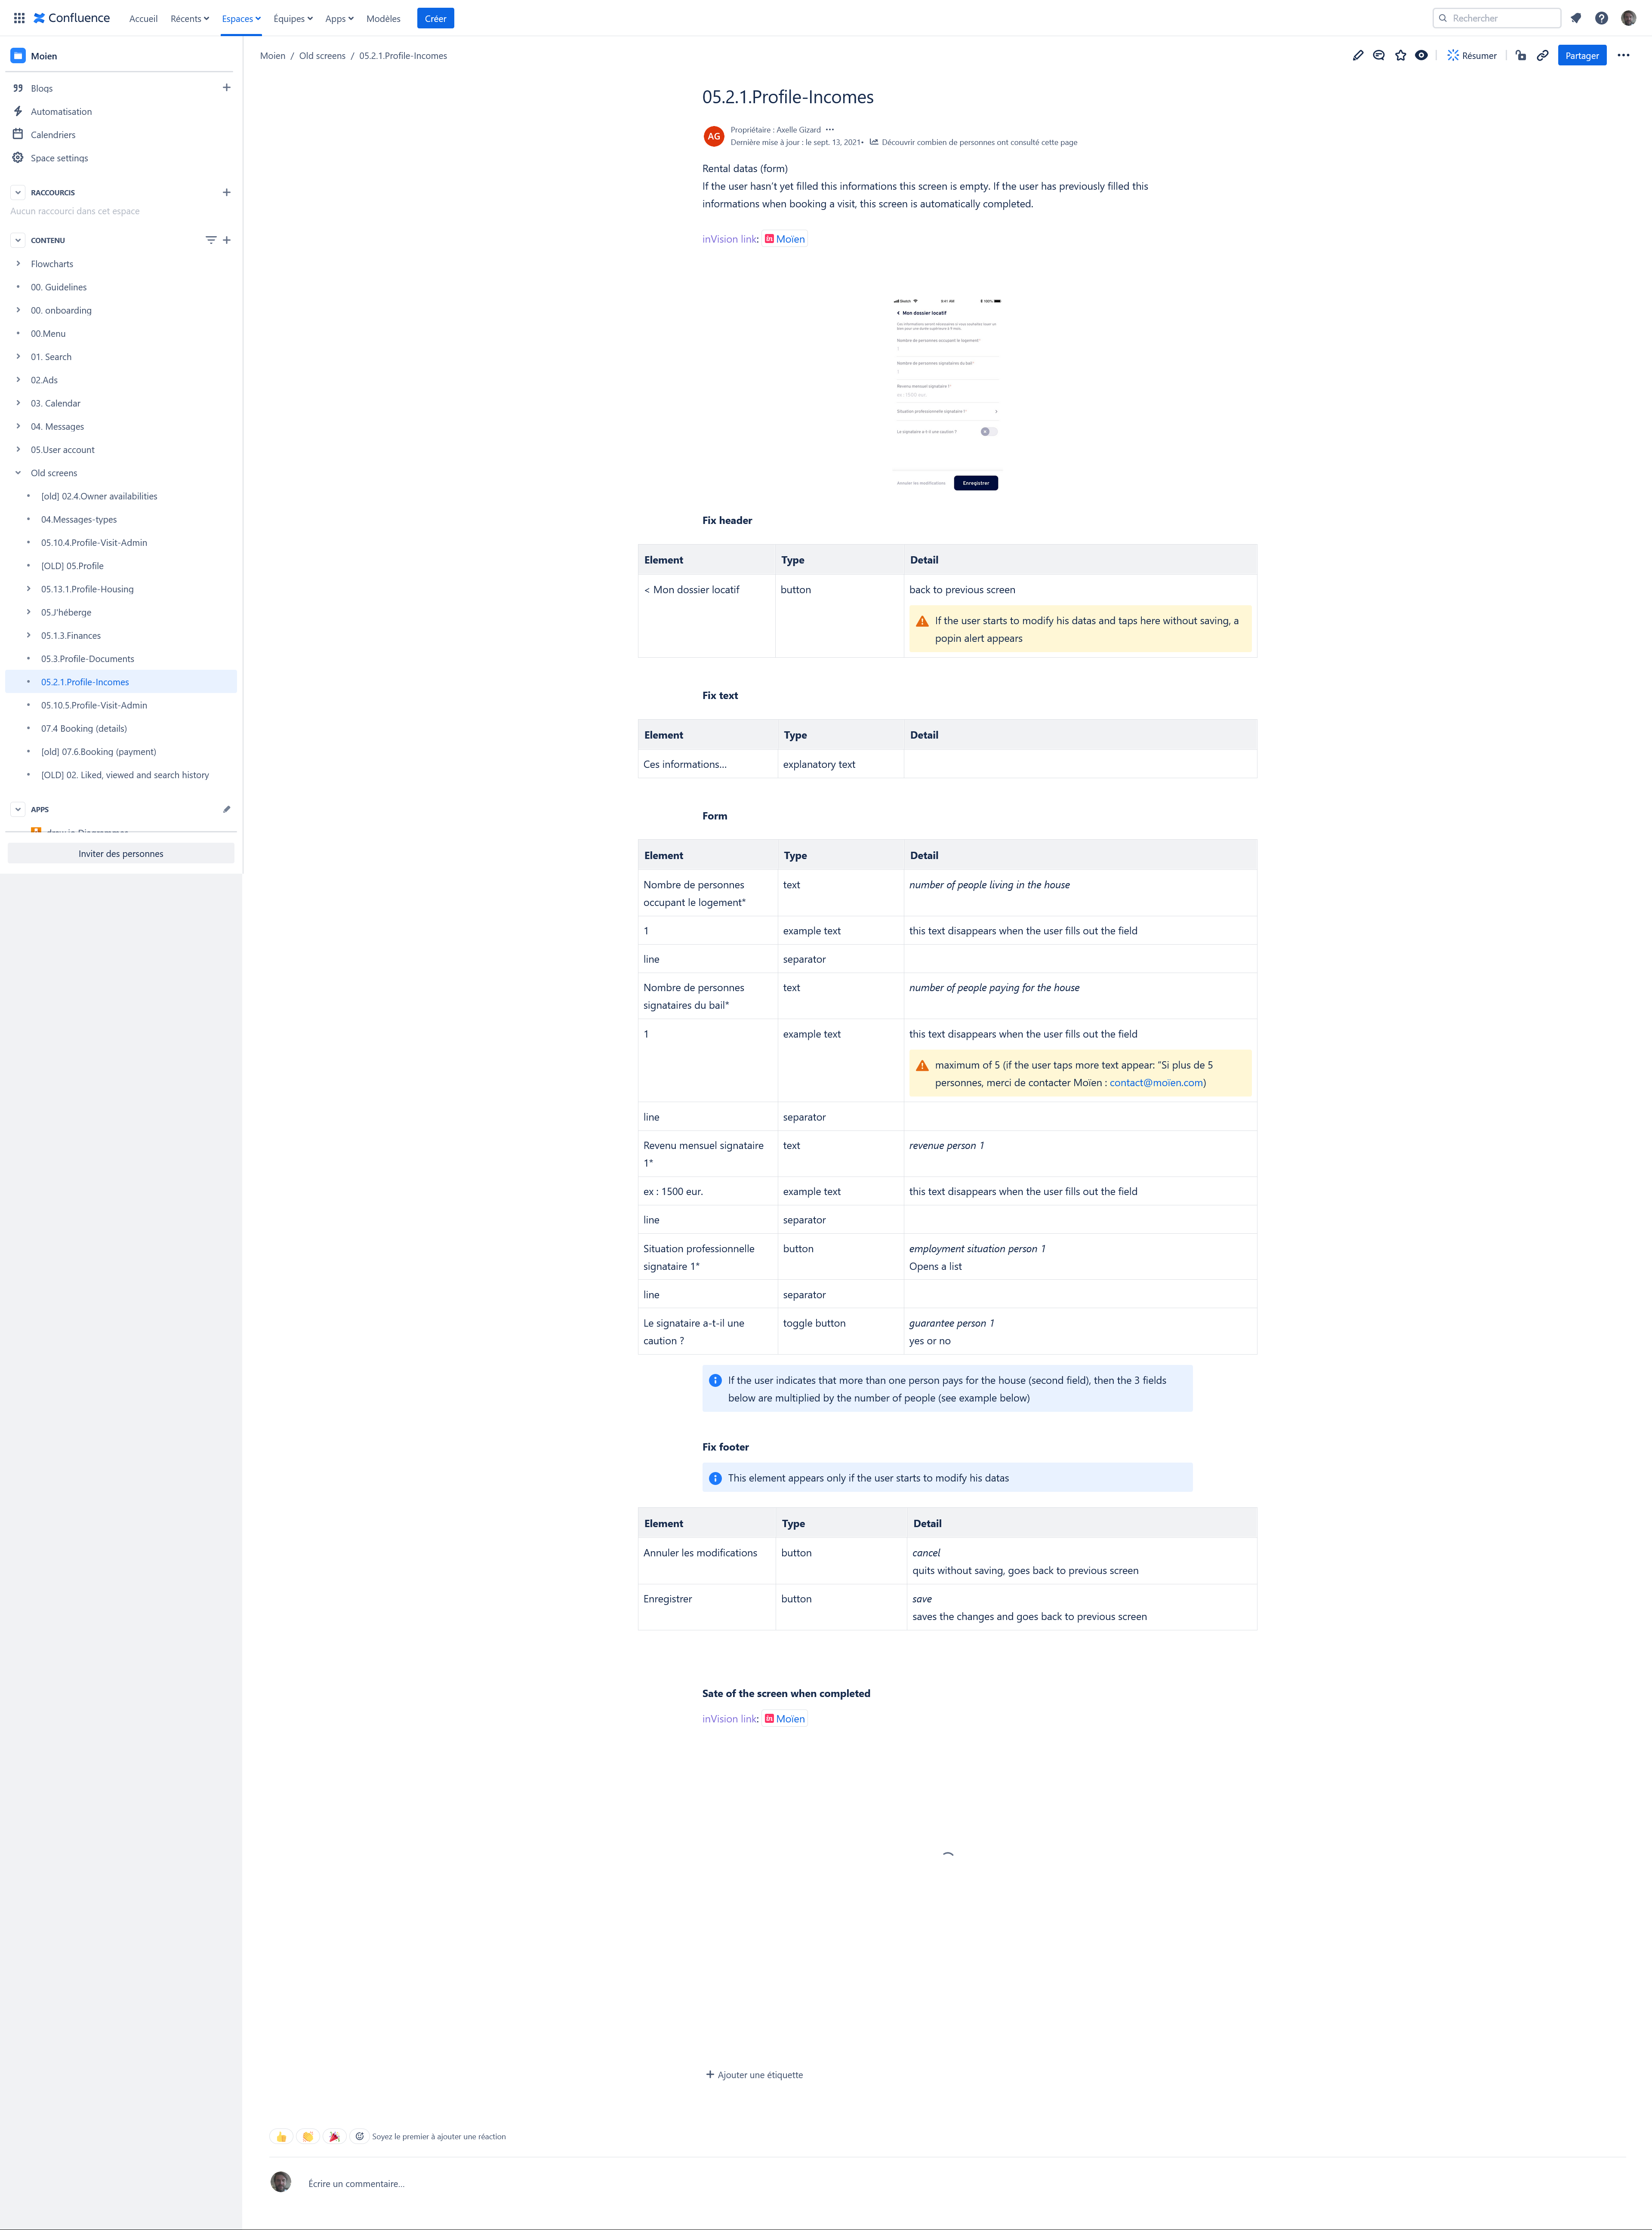 Confluence
Accueil
Récents
Espaces
Équipes
Apps
Modèles
Créer
Rechercher
Moien
Blogs
Automatisation
Calendriers
Space settings
RACCOURCIS
Aucun raccourci dans cet espace
CONTENU
Flowcharts
00. Guidelines
00. onboarding
00.Menu
01. Search
02.Ads
03. Calendar
04. Messages
05.User account
Old screens
[old] 02.4.Owner availabilities
04.Messages-types
05.10.4.Profile-Visit-Admin
[OLD] 05.Profile
05.13.1.Profile-Housing
05.J'héberge
05.1.3.Finances
05.3.Profile-Documents
05.2.1.Profile-Incomes
05.10.5.Profile-Visit-Admin
07.4 Booking (details)
[old] 07.6.Booking (payment)
[OLD] 02. Liked, viewed and search history
APPS
Inviter des personnes
Moien / Old screens / 05.2.1.Profile-Incomes
Résumer
Partager
05.2.1.Profile-Incomes
AG
Propriétaire : Axelle Gizard
Dernière mise à jour : le sept. 13, 2021• Découvrir combien de personnes ont consulté cette page
Rental datas (form)
If the user hasn't yet filled this informations this screen is empty. If the user has previously filled this
informations when booking a visit, this screen is automatically completed.
inVision link: in Moïen
9:41 AM
100%
Mon dossier locatif
Nombre de personnes occupant le logement*
1
Nombre de personnes signataires du bail*
1
Revenu mensuel signataire 1*
ex : 1500 eur.
Situation professionnelle signataire 1*
Le signataire a-t-il une caution ?
Annuler les modifications
Enregistrer
Fix header
Element Type Detail
< Mon dossier locatif button back to previous screen
If the user starts to modify his datas and taps here without saving, a
popin alert appears
Fix text
Element Type Detail
Ces informations... explanatory text
Form
Element Type Detail
Nombre de personnes text number of people living in the house
occupant le logement*
1 example text this text disappears when the user fills out the field
line separator
Nombre de personnes text number of people paying for the house
signataires du bail*
1 example text this text disappears when the user fills out the field
maximum of 5 (if the user taps more text appear: "Si plus de 5
personnes, merci de contacter Moïen : contact@moïen.com)
line separator
Revenu mensuel signataire text revenue person 1
1*
ex : 1500 eur. example text this text disappears when the user fills out the field
line separator
Situation professionnelle button employment situation person 1
signataire 1* Opens a list
line separator
Le signataire a-t-il une toggle button guarantee person 1
caution ? yes or no
If the user indicates that more than one person pays for the house (second field), then the 3 fields
below are multiplied by the number of people (see example below)
Fix footer
This element appears only if the user starts to modify his datas
Element Type Detail
Annuler les modifications button cancel
quits without saving, goes back to previous screen
Enregistrer button save
saves the changes and goes back to previous screen
Sate of the screen when completed
inVision link: in Moïen
Ajouter une étiquette
Soyez le premier à ajouter une réaction
Écrire un commentaire...